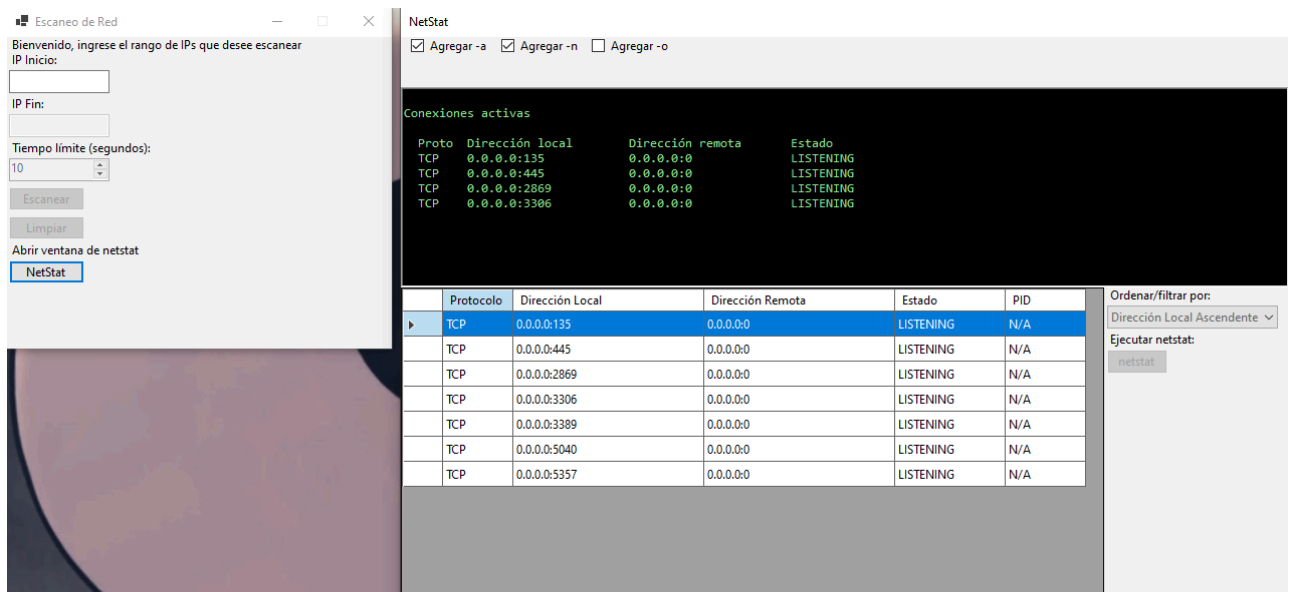 Escaneo de Red
Bienvenido, ingrese el rango de IPs que desee escanear
IP Inicio:
IP Fin:
Tiempo límite (segundos):
10
Escanear
Limpiar
Abrir ventana de netstat
NetStat
NetStat
Agregar -a Agregar -n Agregar -o
Conexiones activas
Proto Dirección local Dirección remota Estado
TCP 0.0.0.0:135 0.0.0.0:0 LISTENING
TCP 0.0.0.0:445 0.0.0.0:0 LISTENING
TCP 0.0.0.0:2869 0.0.0.0:0 LISTENING
TCP 0.0.0.0:3306 0.0.0.0:0 LISTENING
Protocolo Dirección Local Dirección Remota Estado PID
TCP 0.0.0.0:135 0.0.0.0:0 LISTENING N/A
TCP 0.0.0.0:445 0.0.0.0:0 LISTENING N/A
TCP 0.0.0.0:2869 0.0.0.0:0 LISTENING N/A
TCP 0.0.0.0:3306 0.0.0.0:0 LISTENING N/A
TCP 0.0.0.0:3389 0.0.0.0:0 LISTENING N/A
TCP 0.0.0.0:5040 0.0.0.0:0 LISTENING N/A
TCP 0.0.0.0:5357 0.0.0.0:0 LISTENING N/A
Ordenar/filtrar por:
Dirección Local Ascendente
Ejecutar netstat:
netstat